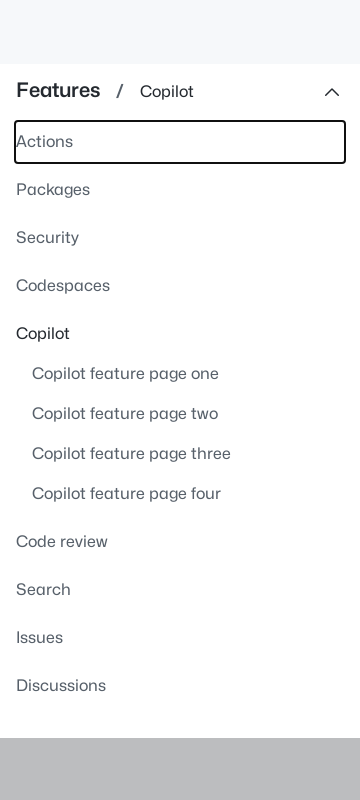 Features / Copilot
Actions
Packages
Security
Codespaces
Copilot
Copilot feature page one
Copilot feature page two
Copilot feature page three
Copilot feature page four
Code review
Search
Issues
Discussions